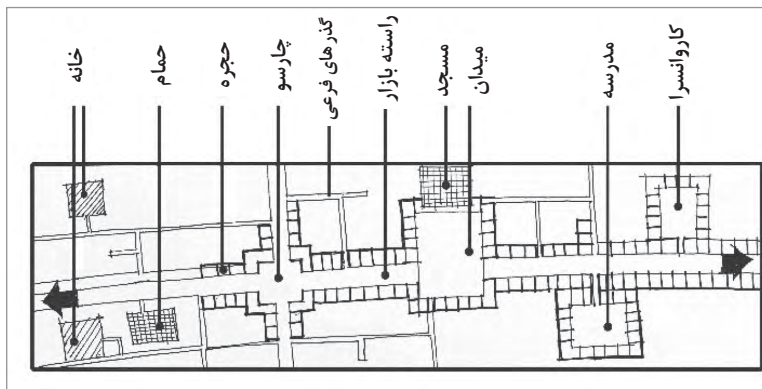 خانه
حمام
حجره
چارسو
گذرهای فرعی
راسته بازار
مسجد
میدان
مدرسه
کاروانسرا